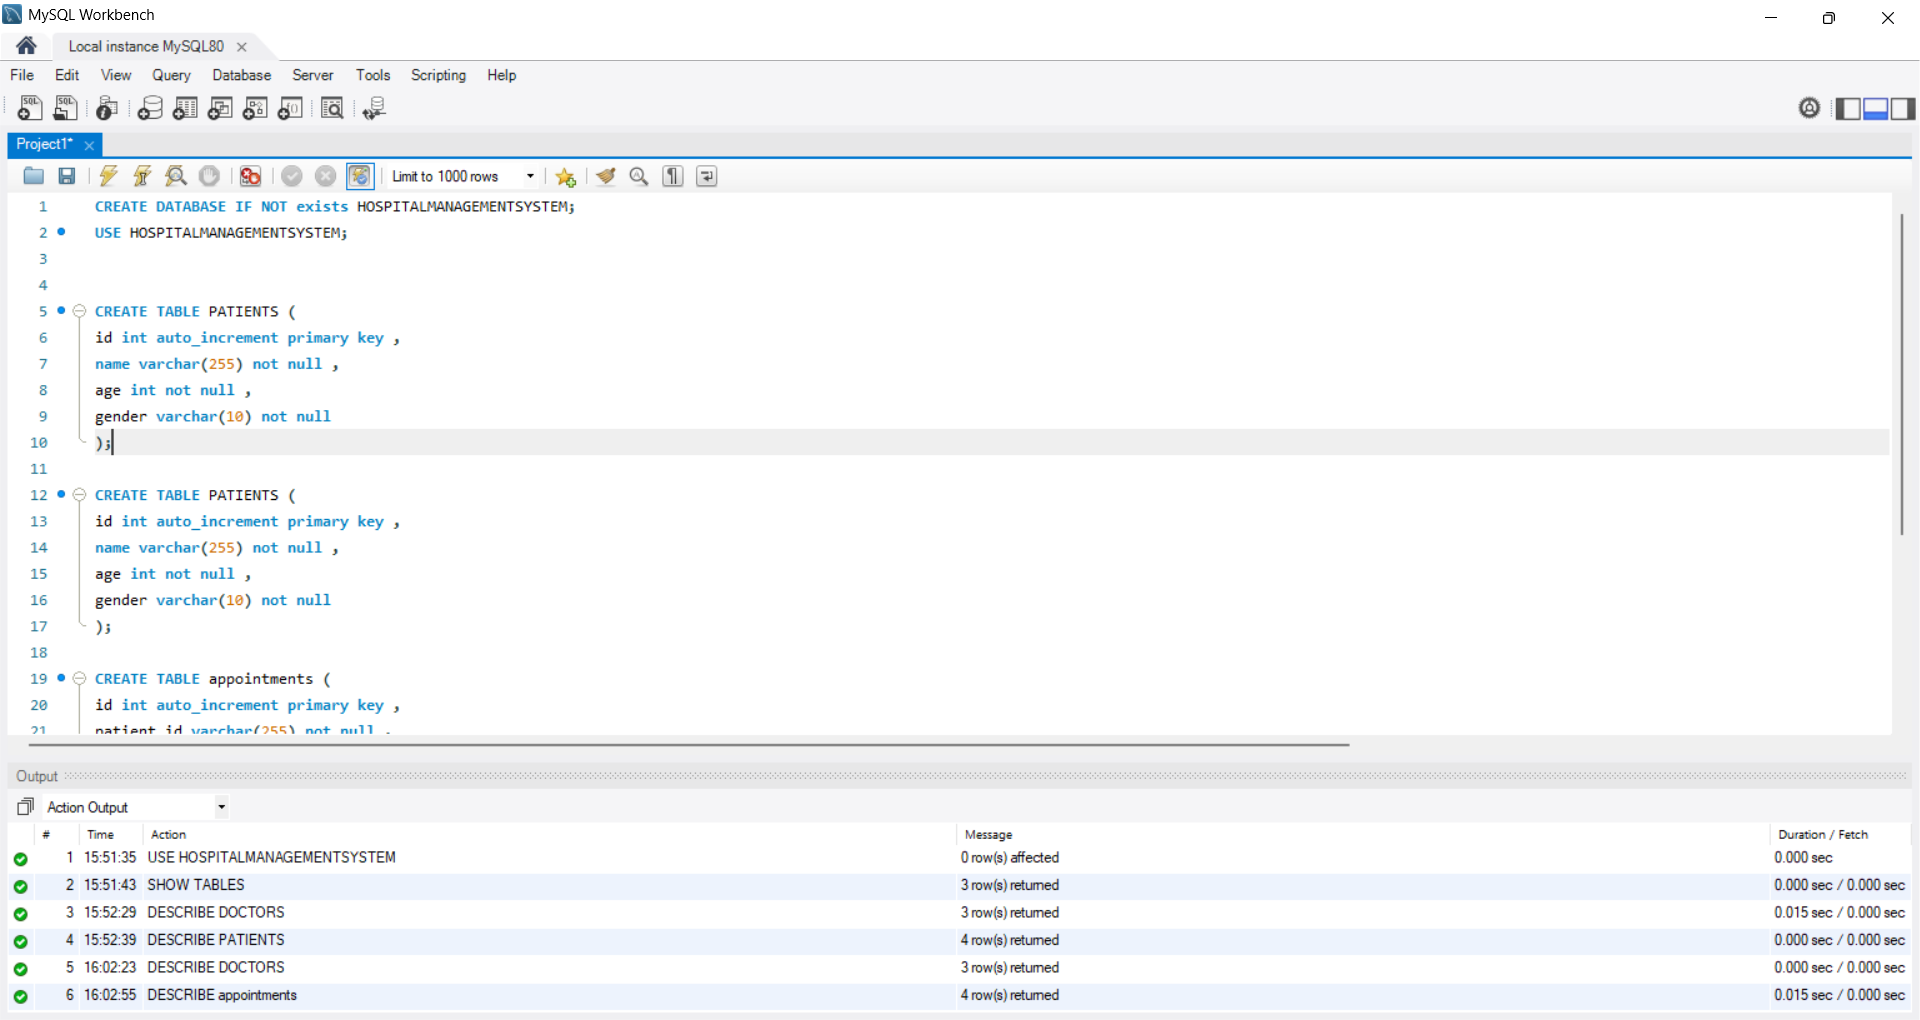 MySQL Workbench
Local instance MySQL80
File Edit View Query Database Server Tools Scripting Help
Project1*
Limit to 1000 rows
1 CREATE DATABASE IF NOT exists HOSPITALMANAGEMENTSYSTEM;
2 USE HOSPITALMANAGEMENTSYSTEM;
3
4
5 CREATE TABLE PATIENTS (
6 id int auto_increment primary key ,
7 name varchar(255) not null ,
8 age int not null ,
9 gender varchar(10) not null
10 );
11
12 CREATE TABLE PATIENTS (
13 id int auto_increment primary key ,
14 name varchar(255) not null ,
15 age int not null ,
16 gender varchar(10) not null
17 );
18
19 CREATE TABLE appointments (
20 id int auto_increment primary key ,
21 patient_id varchar(255) not null ,
Output
Action Output
# Time Action Message Duration / Fetch
1 15:51:35 USE HOSPITALMANAGEMENTSYSTEM 0 row(s) affected 0.000 sec
2 15:51:43 SHOW TABLES 3 row(s) returned 0.000 sec / 0.000 sec
3 15:52:29 DESCRIBE DOCTORS 3 row(s) returned 0.015 sec / 0.000 sec
4 15:52:39 DESCRIBE PATIENTS 4 row(s) returned 0.000 sec / 0.000 sec
5 16:02:23 DESCRIBE DOCTORS 3 row(s) returned 0.000 sec / 0.000 sec
6 16:02:55 DESCRIBE appointments 4 row(s) returned 0.015 sec / 0.000 sec